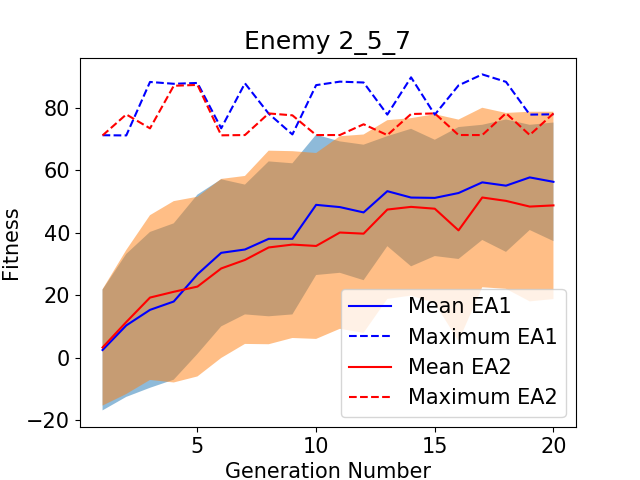 Enemy 2_5_7
Fitness
80
60
40
20
0
−20
5
10
15
20
Generation Number
Mean EA1
Maximum EA1
Mean EA2
Maximum EA2